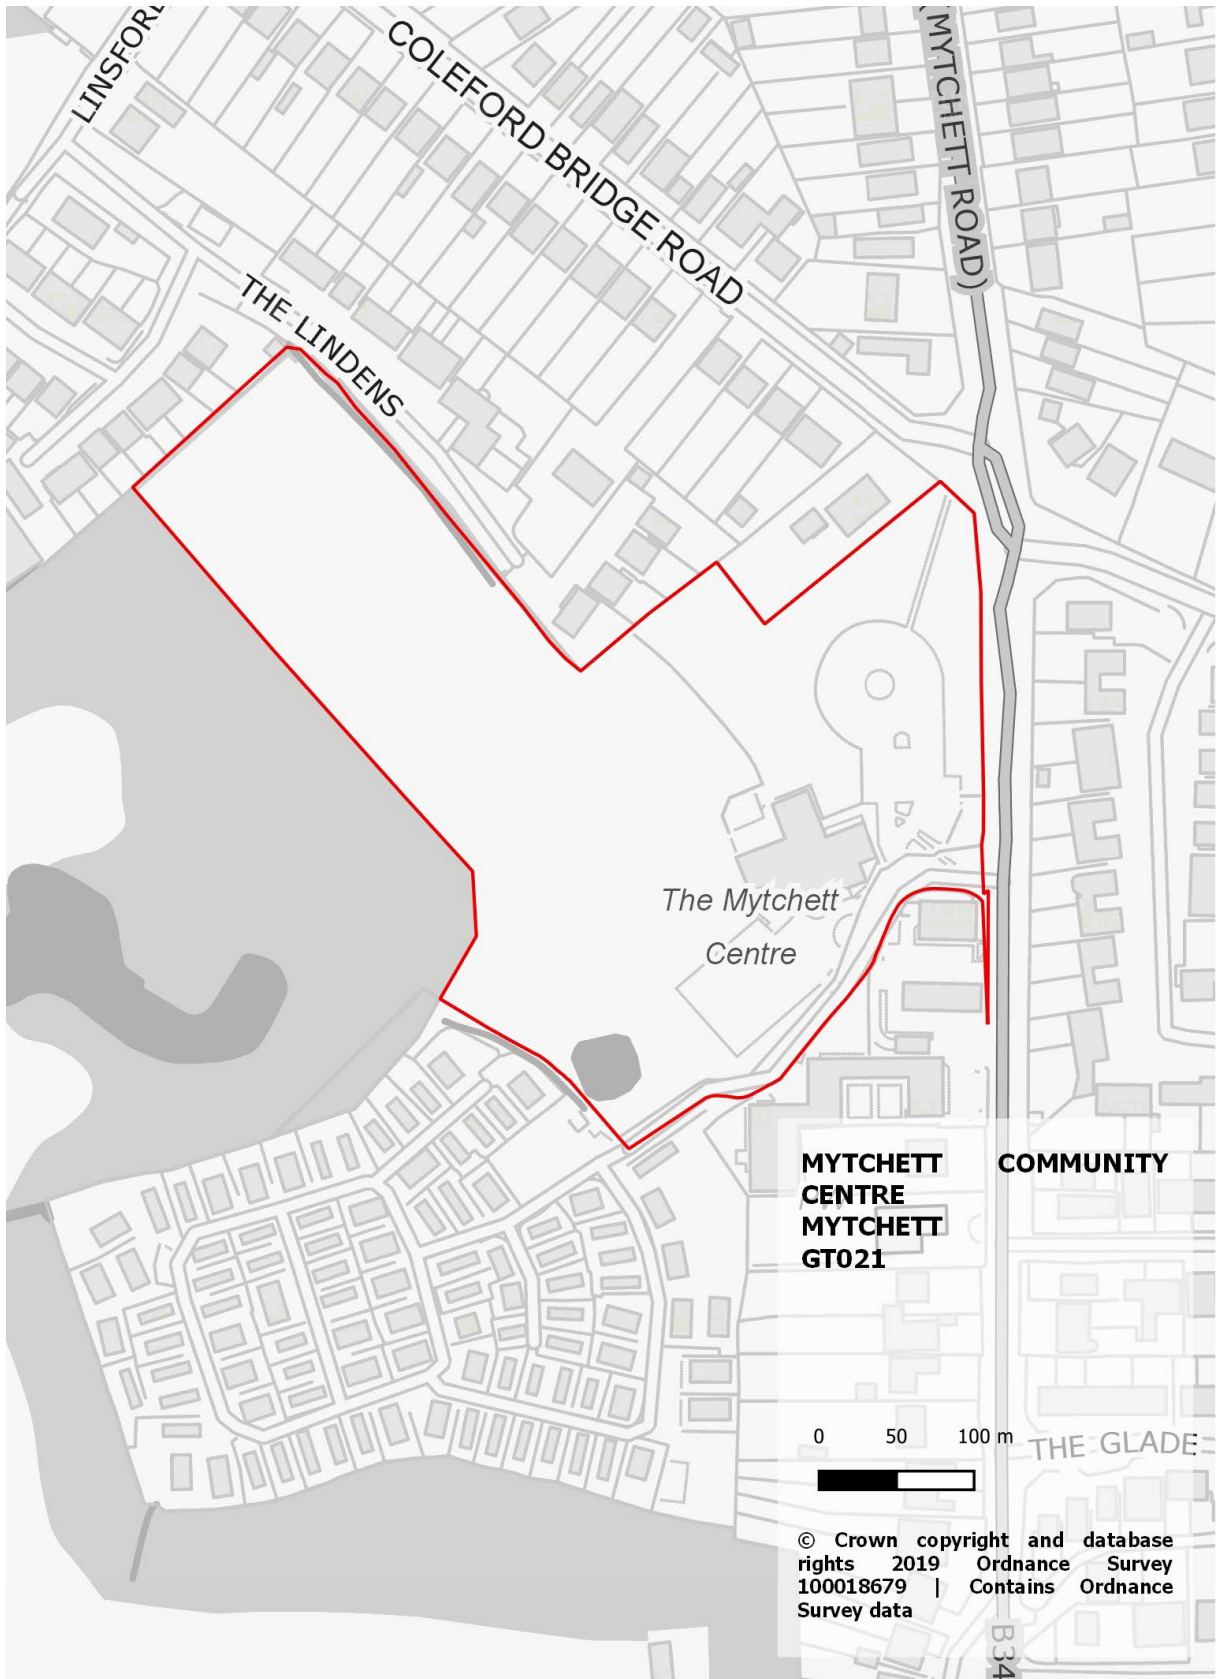 LINSFORD
COLEFORD BRIDGE ROAD
(MYTCHETT ROAD)
THE LINDENS
The Mytchett
Centre
MYTCHETT COMMUNITY
CENTRE
MYTCHETT
GT021
0 50 100 m
THE GLADE
© Crown copyright and database
rights 2019 Ordnance Survey
100018679 | Contains Ordnance
Survey data
B34